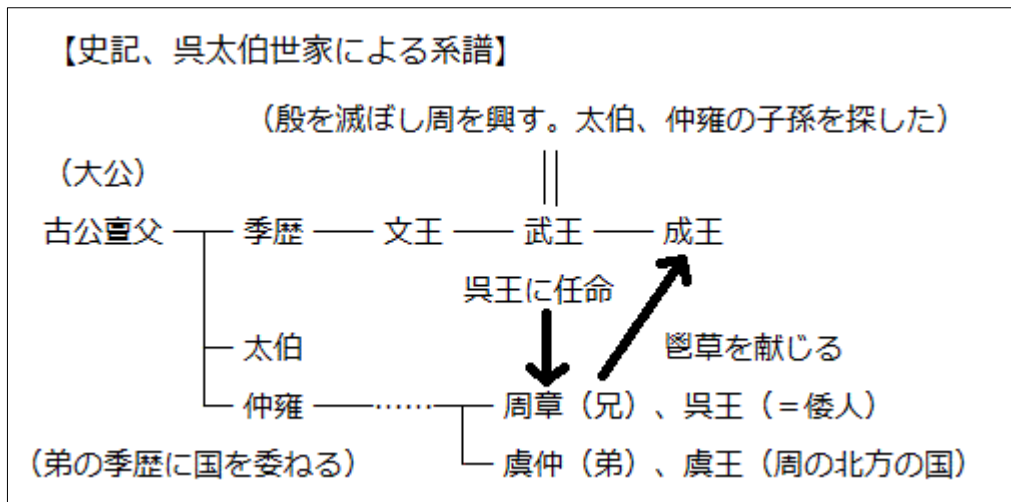 【史記、呉太伯世家による系譜】
（殷を滅ぼし周を興す。太伯、仲雍の子孫を探した）
（大公）
古公亶父 季歴 文王 武王 成王
呉王に任命
太伯 鬯草を献じる
仲雍 …… 周章（兄）、呉王（＝倭人）
（弟の季歴に国を委ねる） 虞仲（弟）、虞王（周の北方の国）